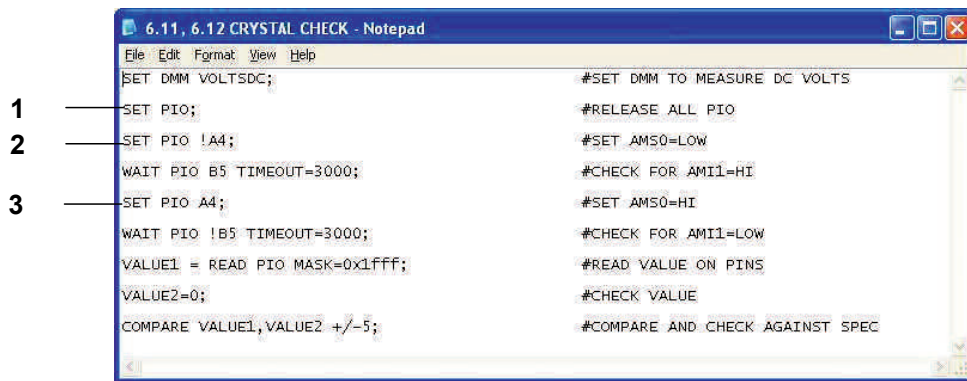 6.11, 6.12 CRYSTAL CHECK - Notepad
File Edit Format View Help
SET DMM VOLTSDC; #SET DMM TO MEASURE DC VOLTS
1 SET PIO; #RELEASE ALL PIO
2 SET PIO !A4; #SET AMS0=LOW
WAIT PIO B5 TIMEOUT=3000; #CHECK FOR AMI1=HI
3 SET PIO A4; #SET AMS0=HI
WAIT PIO !B5 TIMEOUT=3000; #CHECK FOR AMI1=LOW
VALUE1 = READ PIO MASK=0x1fff; #READ VALUE ON PINS
VALUE2=0; #CHECK VALUE
COMPARE VALUE1,VALUE2 +/-5; #COMPARE AND CHECK AGAINST SPEC